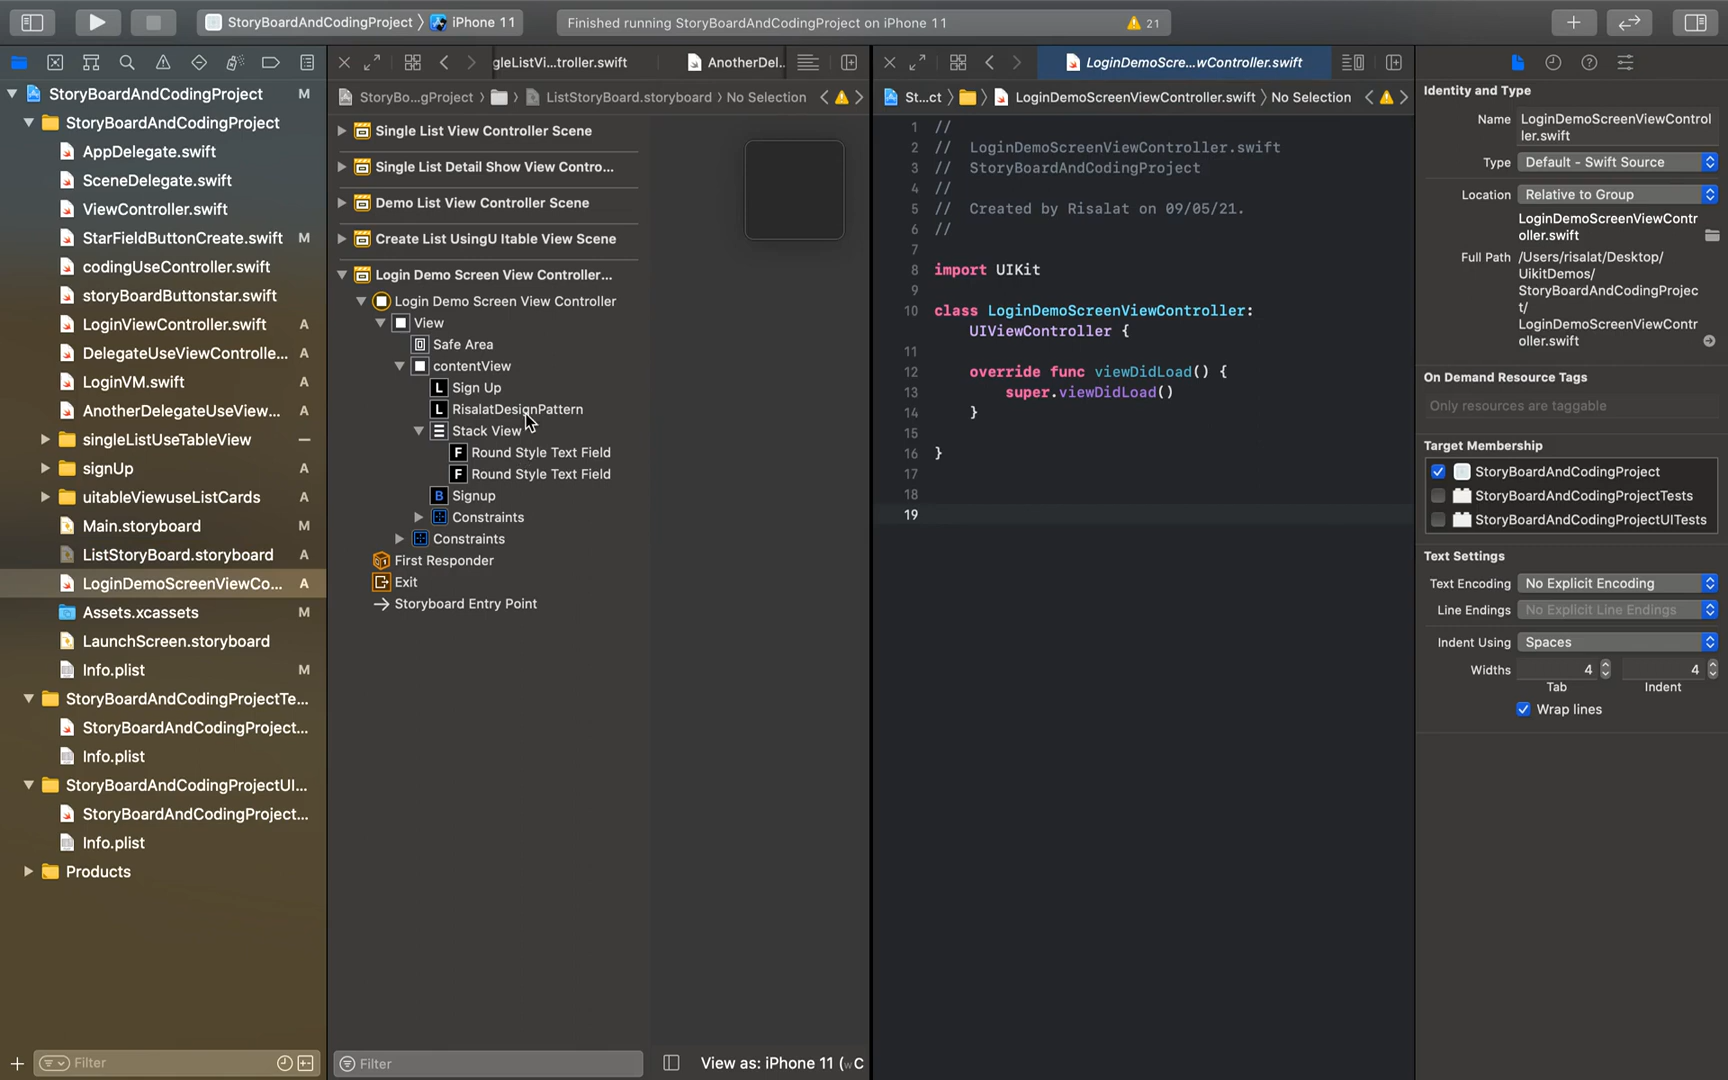 StoryBoardAndCodingProject
iPhone 11
Finished running StoryBoardAndCodingProject on iPhone 11
21
StoryBoardAndCodingProject M
StoryBoardAndCodingProject
AppDelegate.swift
SceneDelegate.swift
ViewController.swift
StarFieldButtonCreate.swift M
codingUseController.swift
storyBoardButtonstar.swift
LoginViewController.swift A
DelegateUseViewControlle... A
LoginVM.swift A
AnotherDelegateUseView... A
singleListUseTableView
signUp A
uitableViewuseListCards A
Main.storyboard M
ListStoryBoard.storyboard A
LoginDemoScreenViewCo... A
Assets.xcassets M
LaunchScreen.storyboard
Info.plist M
StoryBoardAndCodingProjectTe...
StoryBoardAndCodingProject...
Info.plist
StoryBoardAndCodingProjectUI...
StoryBoardAndCodingProject...
Info.plist
Products
Filter
gleListVi...troller.swift
AnotherDel...
StoryBo...gProject
ListStoryBoard.storyboard
No Selection
Single List View Controller Scene
Single List Detail Show View Contro...
Demo List View Controller Scene
Create List UsingU Itable View Scene
Login Demo Screen View Controller...
Login Demo Screen View Controller
View
Safe Area
contentView
L Sign Up
L RisalatDesignPattern
Stack View
F Round Style Text Field
F Round Style Text Field
B Signup
Constraints
Constraints
First Responder
Exit
Storyboard Entry Point
Filter
View as: iPhone 11 (wC
LoginDemoScre...wController.swift
St...ct
LoginDemoScreenViewController.swift
No Selection
1 //
2 // LoginDemoScreenViewController.swift
3 // StoryBoardAndCodingProject
4 //
5 // Created by Risalat on 09/05/21.
6 //
7
8 import UIKit
9
10 class LoginDemoScreenViewController:
UIViewController {
11
12 override func viewDidLoad() {
13 super.viewDidLoad()
14 }
15
16 }
17
18
19
Identity and Type
Name LoginDemoScreenViewControl
ler.swift
Type Default - Swift Source
Location Relative to Group
LoginDemoScreenViewContr
oller.swift
Full Path /Users/risalat/Desktop/
UikitDemos/
StoryBoardAndCodingProjec
t/
LoginDemoScreenViewContr
oller.swift
On Demand Resource Tags
Only resources are taggable
Target Membership
StoryBoardAndCodingProject
StoryBoardAndCodingProjectTests
StoryBoardAndCodingProjectUITests
Text Settings
Text Encoding No Explicit Encoding
Line Endings No Explicit Line Endings
Indent Using Spaces
Widths 4 4
Tab Indent
Wrap lines